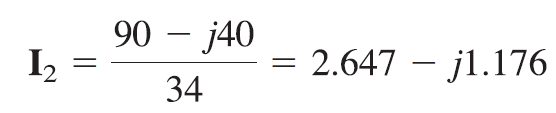 I₂ = (90 − j40)/34 = 2.647 − j1.176